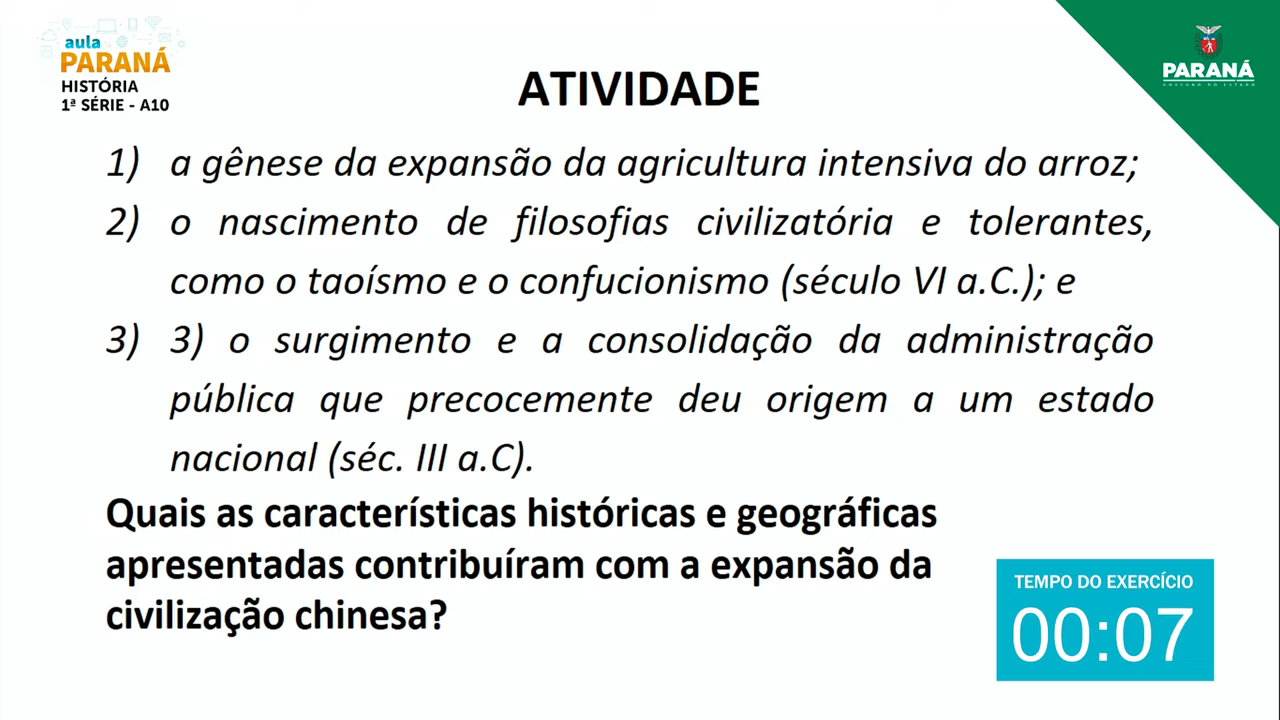 aula
PARANÁ
HISTÓRIA
1ª SÉRIE - A10
PARANÁ
GOVERNO DO ESTADO
ATIVIDADE
1) a gênese da expansão da agricultura intensiva do arroz;
2) o nascimento de filosofias civilizatória e tolerantes,
como o taoísmo e o confucionismo (século VI a.C.); e
3) 3) o surgimento e a consolidação da administração
pública que precocemente deu origem a um estado
nacional (séc. III a.C).
Quais as características históricas e geográficas
apresentadas contribuíram com a expansão da
civilização chinesa?
TEMPO DO EXERCÍCIO
00:07